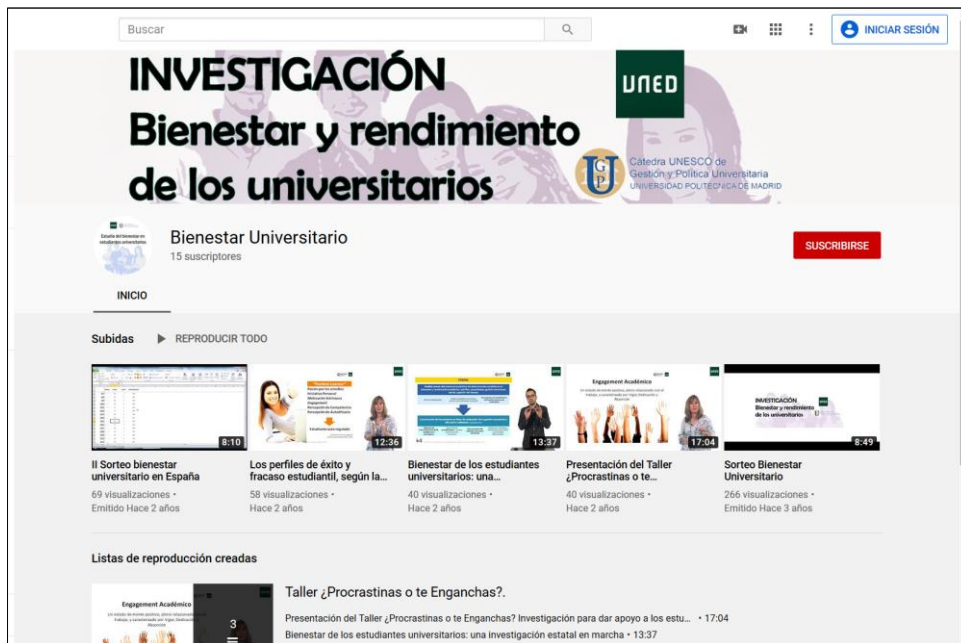 Buscar
INICIAR SESIÓN
INVESTIGACIÓN
Bienestar y rendimiento
de los universitarios
UNED
UGP
Cátedra UNESCO de
Gestión y Política Universitaria
UNIVERSIDAD POLITÉCNICA DE MADRID
Bienestar Universitario
15 suscriptores
SUSCRIBIRSE
INICIO
Subidas
REPRODUCIR TODO
8:10
12:36
13:37
Engagement Académico
17:04
INVESTIGACIÓN
Bienestar y rendimiento
de los universitarios
8:49
II Sorteo bienestar
universitario en España
69 visualizaciones •
Emitido Hace 2 años
Los perfiles de éxito y
fracaso estudiantil, según la...
58 visualizaciones •
Hace 2 años
Bienestar de los estudiantes
universitarios: una...
40 visualizaciones •
Hace 2 años
Presentación del Taller
¿Procrastinas o te...
40 visualizaciones •
Hace 2 años
Sorteo Bienestar
Universitario
266 visualizaciones •
Emitido Hace 3 años
Listas de reproducción creadas
Engagement Académico
3
Taller ¿Procrastinas o te Enganchas?.
Presentación del Taller ¿Procrastinas o te Enganchas? Investigación para dar apoyo a los estu... • 17:04
Bienestar de los estudiantes universitarios: una investigación estatal en marcha • 13:37